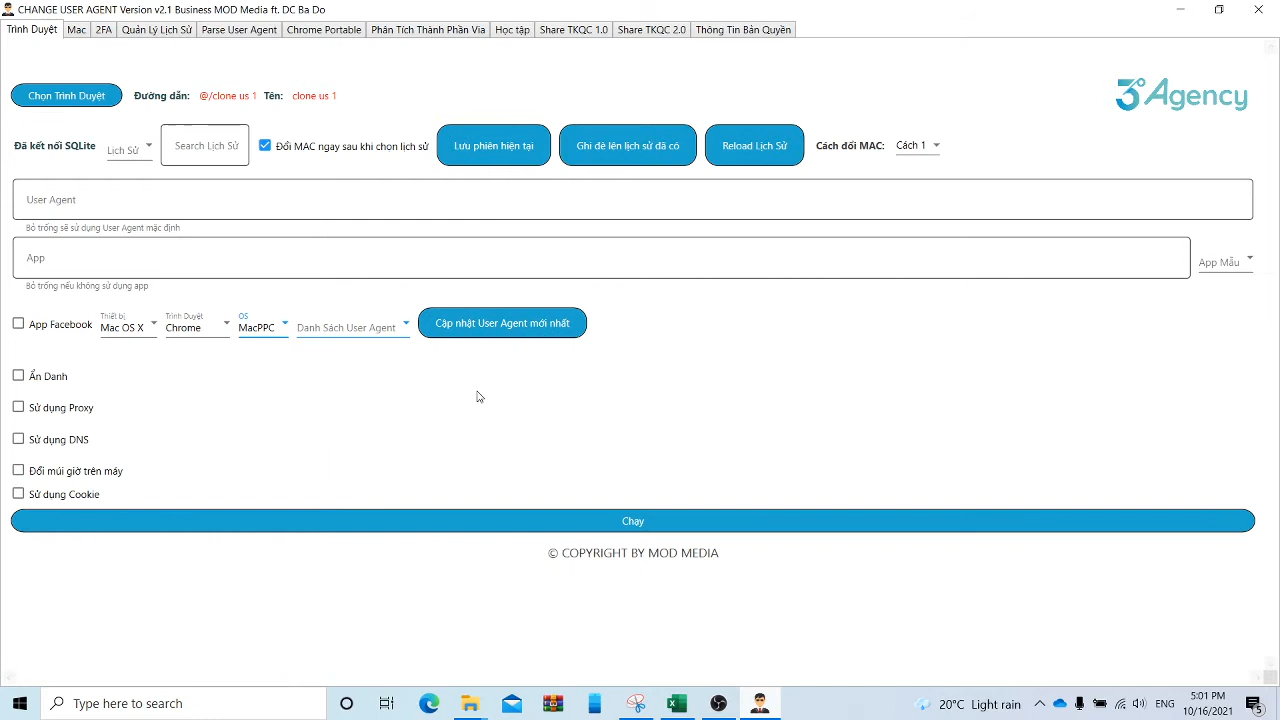 CHANGE USER AGENT Version v2.1 Business MOD Media ft. DC Ba Do
Trình Duyệt Mac 2FA Quản Lý Lịch Sử Parse User Agent Chrome Portable Phân Tích Thành Phần Via Học tập Share TKQC 1.0 Share TKQC 2.0 Thông Tin Bản Quyền
Chọn Trình Duyệt Đường dẫn: @/clone us 1 Tên: clone us 1
3 Agency
Đã kết nối SQLite Lịch Sử Search Lịch Sử Đổi MAC ngay sau khi chọn lịch sử Lưu phiên hiện tại Ghi đè lên lịch sử đã có Reload Lịch Sử Cách đổi MAC: Cách 1
User Agent
Bỏ trống sẽ sử dụng User Agent mặc định
App
App Mẫu
Bỏ trống nếu không sử dụng app
Thiết bị Trình Duyệt OS
App Facebook Mac OS X Chrome MacPPC Danh Sách User Agent Cập nhật User Agent mới nhất
Ẩn Danh
Sử dụng Proxy
Sử dụng DNS
Đổi múi giờ trên máy
Sử dụng Cookie
Chạy
© COPYRIGHT BY MOD MEDIA
Type here to search
20°C Light rain
ENG
5:01 PM
10/16/2021
5